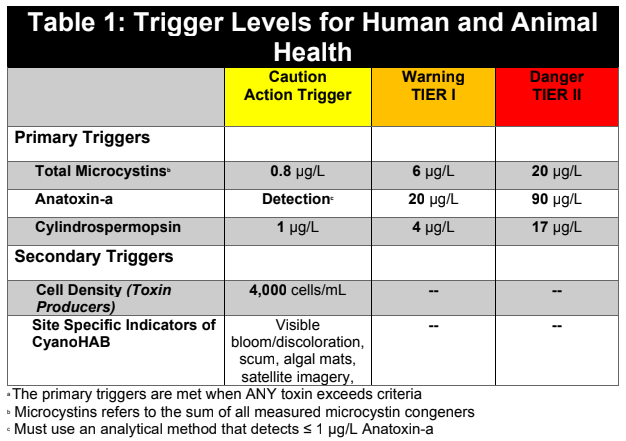 Table 1: Trigger Levels for Human and Animal
Health
Caution
Action Trigger
Warning
TIER I
Danger
TIER II
Primary Triggers
Total Microcystinsᵇ 0.8 µg/L 6 µg/L 20 µg/L
Anatoxin-a Detectionᶜ 20 µg/L 90 µg/L
Cylindrospermopsin 1 µg/L 4 µg/L 17 µg/L
Secondary Triggers
Cell Density (Toxin
Producers)
4,000 cells/mL -- --
Site Specific Indicators of
CyanoHAB
Visible
bloom/discoloration,
scum, algal mats,
satellite imagery,
-- --
ᵃ The primary triggers are met when ANY toxin exceeds criteria
ᵇ Microcystins refers to the sum of all measured microcystin congeners
ᶜ Must use an analytical method that detects ≤ 1 µg/L Anatoxin-a